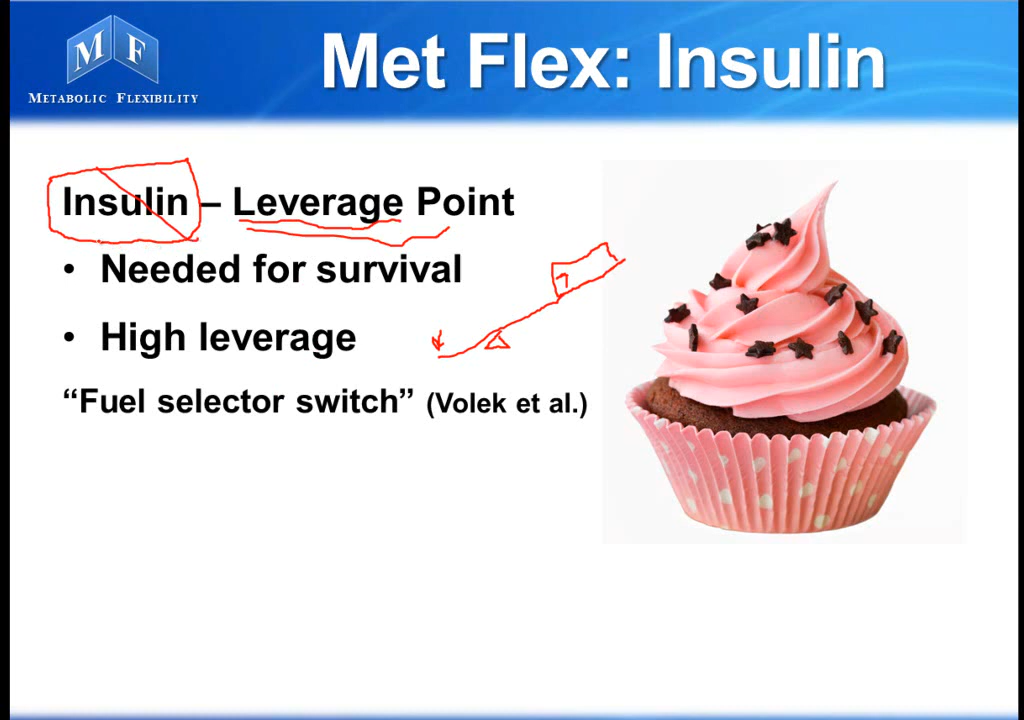 M F
METABOLIC FLEXIBILITY
Met Flex: Insulin
Insulin – Leverage Point
• Needed for survival
• High leverage
“Fuel selector switch” (Volek et al.)